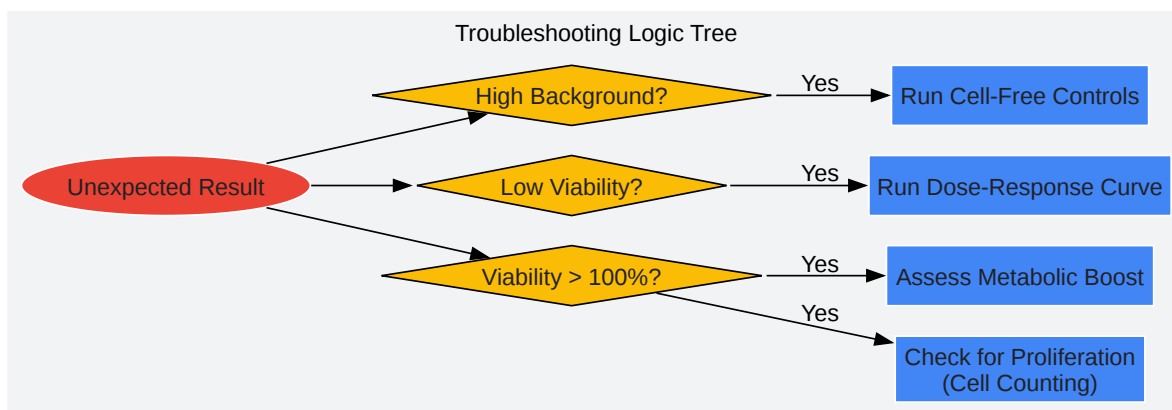 Troubleshooting Logic Tree
High Background?
Yes
Run Cell-Free Controls
Unexpected Result
Low Viability?
Yes
Run Dose-Response Curve
Viability > 100%?
Yes
Assess Metabolic Boost
Yes
Check for Proliferation
(Cell Counting)